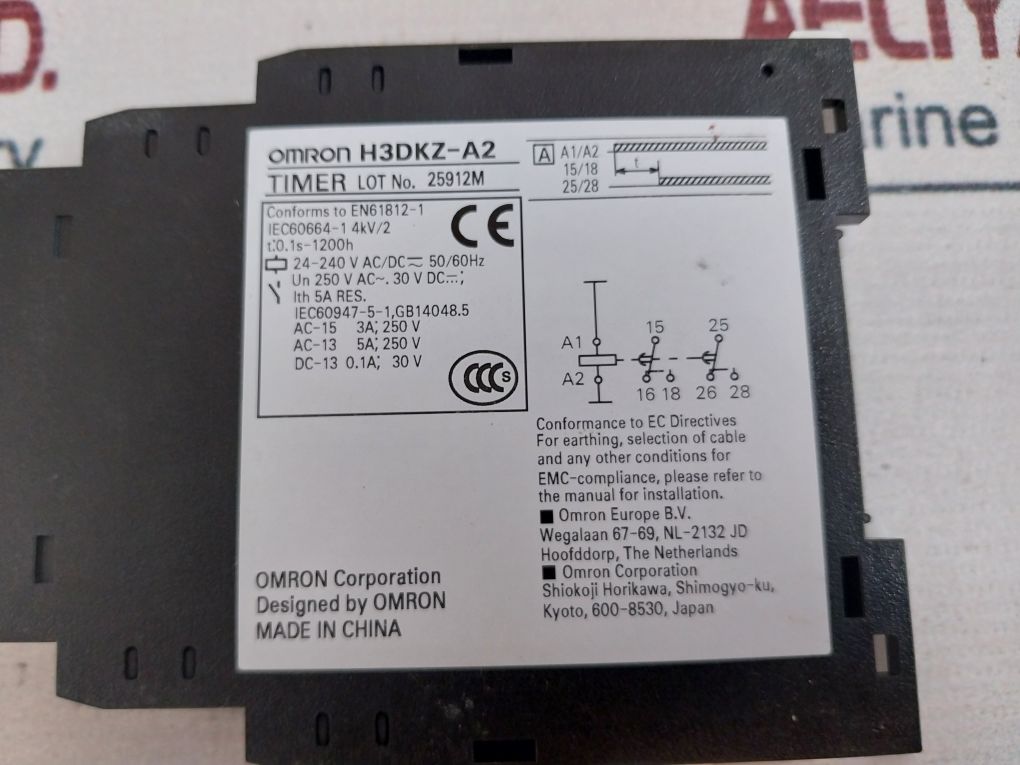 D.
AELIYA
ry
rine
OMRON H3DKZ-A2
TIMER LOT No. 25912M
Conforms to EN61812-1
IEC60664-1 4kV/2
t:0.1s-1200h
24-240 V AC/DC⎓ 50/60Hz
Un 250 V AC~. 30 V DC⎓;
Ith 5A RES.
IEC60947-5-1,GB14048.5
AC-15 3A; 250 V
AC-13 5A; 250 V
DC-13 0.1A; 30 V
CE
CCC S
A A1/A2
15/18
25/28
t
15 25
A1
A2
16 18 26 28
Conformance to EC Directives
For earthing, selection of cable
and any other conditions for
EMC-compliance, please refer to
the manual for installation.
■ Omron Europe B.V.
Wegalaan 67-69, NL-2132 JD
Hoofddorp, The Netherlands
■ Omron Corporation
Shiokoji Horikawa, Shimogyo-ku,
Kyoto, 600-8530, Japan
OMRON Corporation
Designed by OMRON
MADE IN CHINA